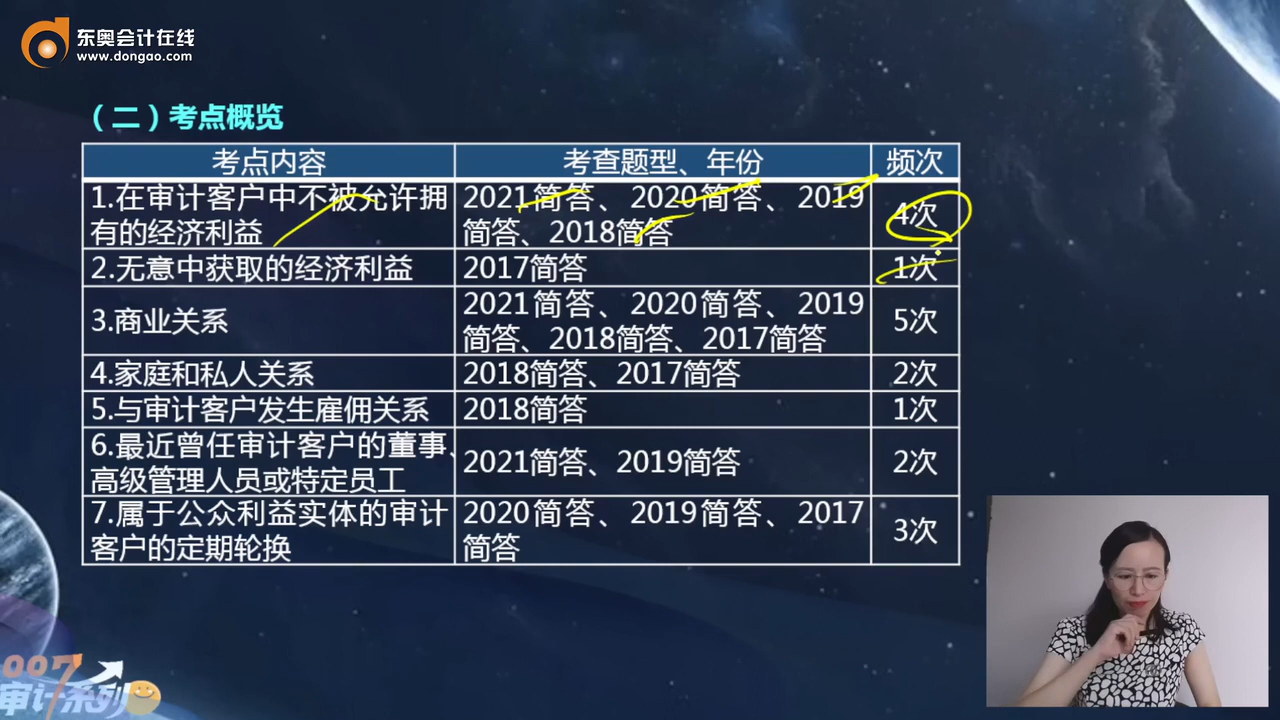 东奥会计在线
www.dongao.com
（二）考点概览
考点内容
考查题型、年份
频次
1.在审计客户中不被允许拥
有的经济利益
2021简答、2020简答、2019
简答、2018简答
4次
2.无意中获取的经济利益
2017简答
1次
3.商业关系
2021简答、2020简答、2019
简答、2018简答、2017简答
5次
4.家庭和私人关系
2018简答、2017简答
2次
5.与审计客户发生雇佣关系
2018简答
1次
6.最近曾任审计客户的董事、
高级管理人员或特定员工
2021简答、2019简答
2次
7.属于公众利益实体的审计
客户的定期轮换
2020简答、2019简答、2017
简答
3次
007
审计系列